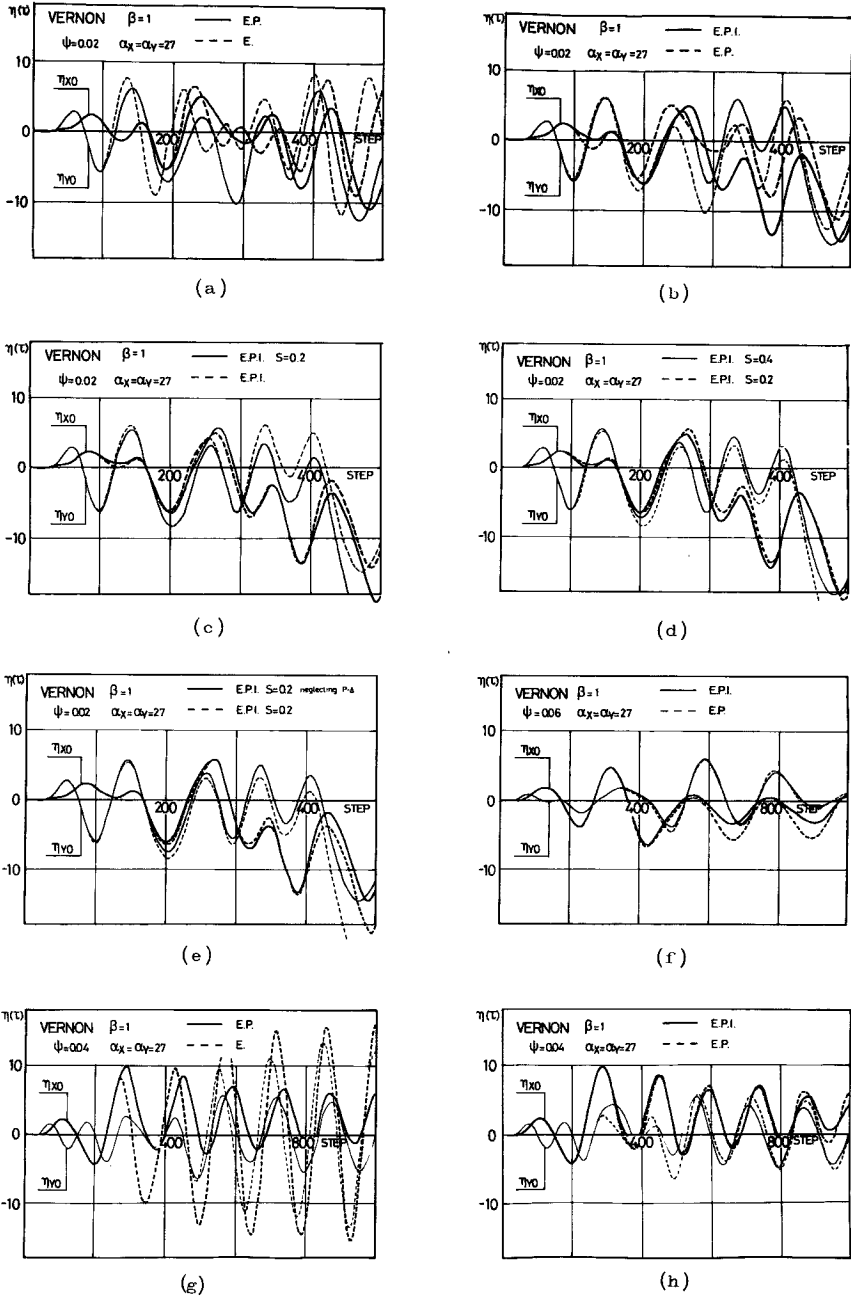 η(τ)
VERNON β=1 E.P.
ψ=0.02 αX=αY=27 E.
10
ηXO
0
200 400 STEP
ηYO
-10
(a)
η(τ)
VERNON β=1 E.P.I.
ψ=0.02 αX=αY=27 E.P.
10
ηXO
0
200 400 STEP
ηYO
-10
(b)
η(τ)
VERNON β=1 E.P.I. S=0.2
ψ=0.02 αX=αY=27 E.P.I.
10
ηXO
0
200 400 STEP
ηYO
-10
(c)
η(τ)
VERNON β=1 E.P.I. S=0.4
ψ=0.02 αX=αY=27 E.P.I. S=0.2
10
ηXO
0
200 400 STEP
ηYO
-10
(d)
η(τ)
VERNON β=1 E.P.I. S=0.2 neglecting P-Δ
ψ=0.02 αX=αY=27 E.P.I. S=0.2
10
ηXO
0
200 400 STEP
ηYO
-10
(e)
η(τ)
VERNON β=1 E.P.I.
ψ=0.06 αX=αY=27 E.P.
10
ηXO
0
400 800 STEP
ηYO
-10
(f)
η(τ)
VERNON β=1 E.P.
ψ=0.04 αX=αY=27 E.
10
ηXO
0
400 800 STEP
ηYO
-10
(g)
η(τ)
VERNON β=1 E.P.I.
ψ=0.04 αX=αY=27 E.P.
10
ηXO
0
400 800 STEP
ηYO
-10
(h)